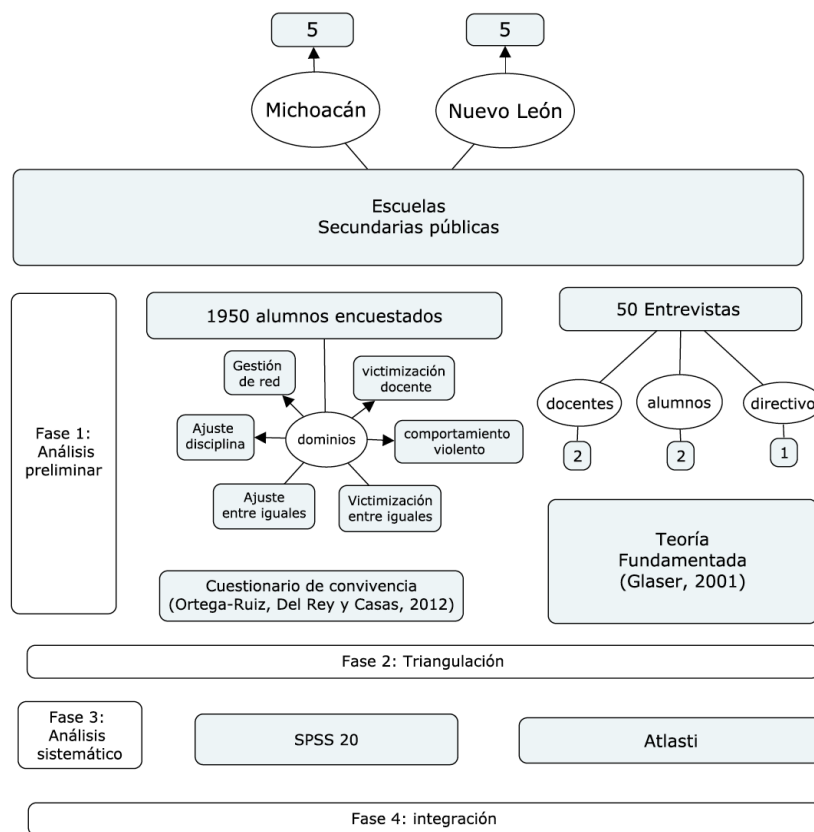 5
5
Michoacán
Nuevo León
Escuelas
Secundarias públicas
Fase 1:
Análisis
preliminar
1950 alumnos encuestados
Gestión
de red
victimización
docente
Ajuste
disciplina
dominios
comportamiento
violento
Ajuste
entre iguales
Victimización
entre iguales
Cuestionario de convivencia
(Ortega-Ruiz, Del Rey y Casas, 2012)
50 Entrevistas
docentes
alumnos
directivo
2
2
1
Teoría
Fundamentada
(Glaser, 2001)
Fase 2: Triangulación
Fase 3:
Análisis
sistemático
SPSS 20
Atlasti
Fase 4: integración